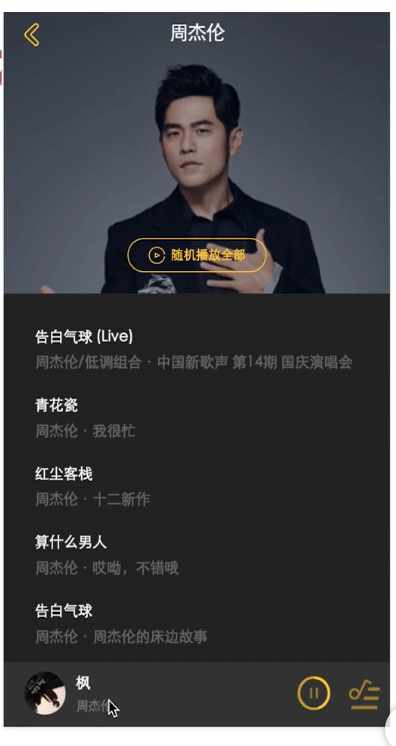 周杰伦
随机播放全部
告白气球 (Live)
周杰伦/低调组合 · 中国新歌声 第14期 国庆演唱会
青花瓷
周杰伦 · 我很忙
红尘客栈
周杰伦 · 十二新作
算什么男人
周杰伦 · 哎呦，不错哦
告白气球
周杰伦 · 周杰伦的床边故事
枫
周杰伦